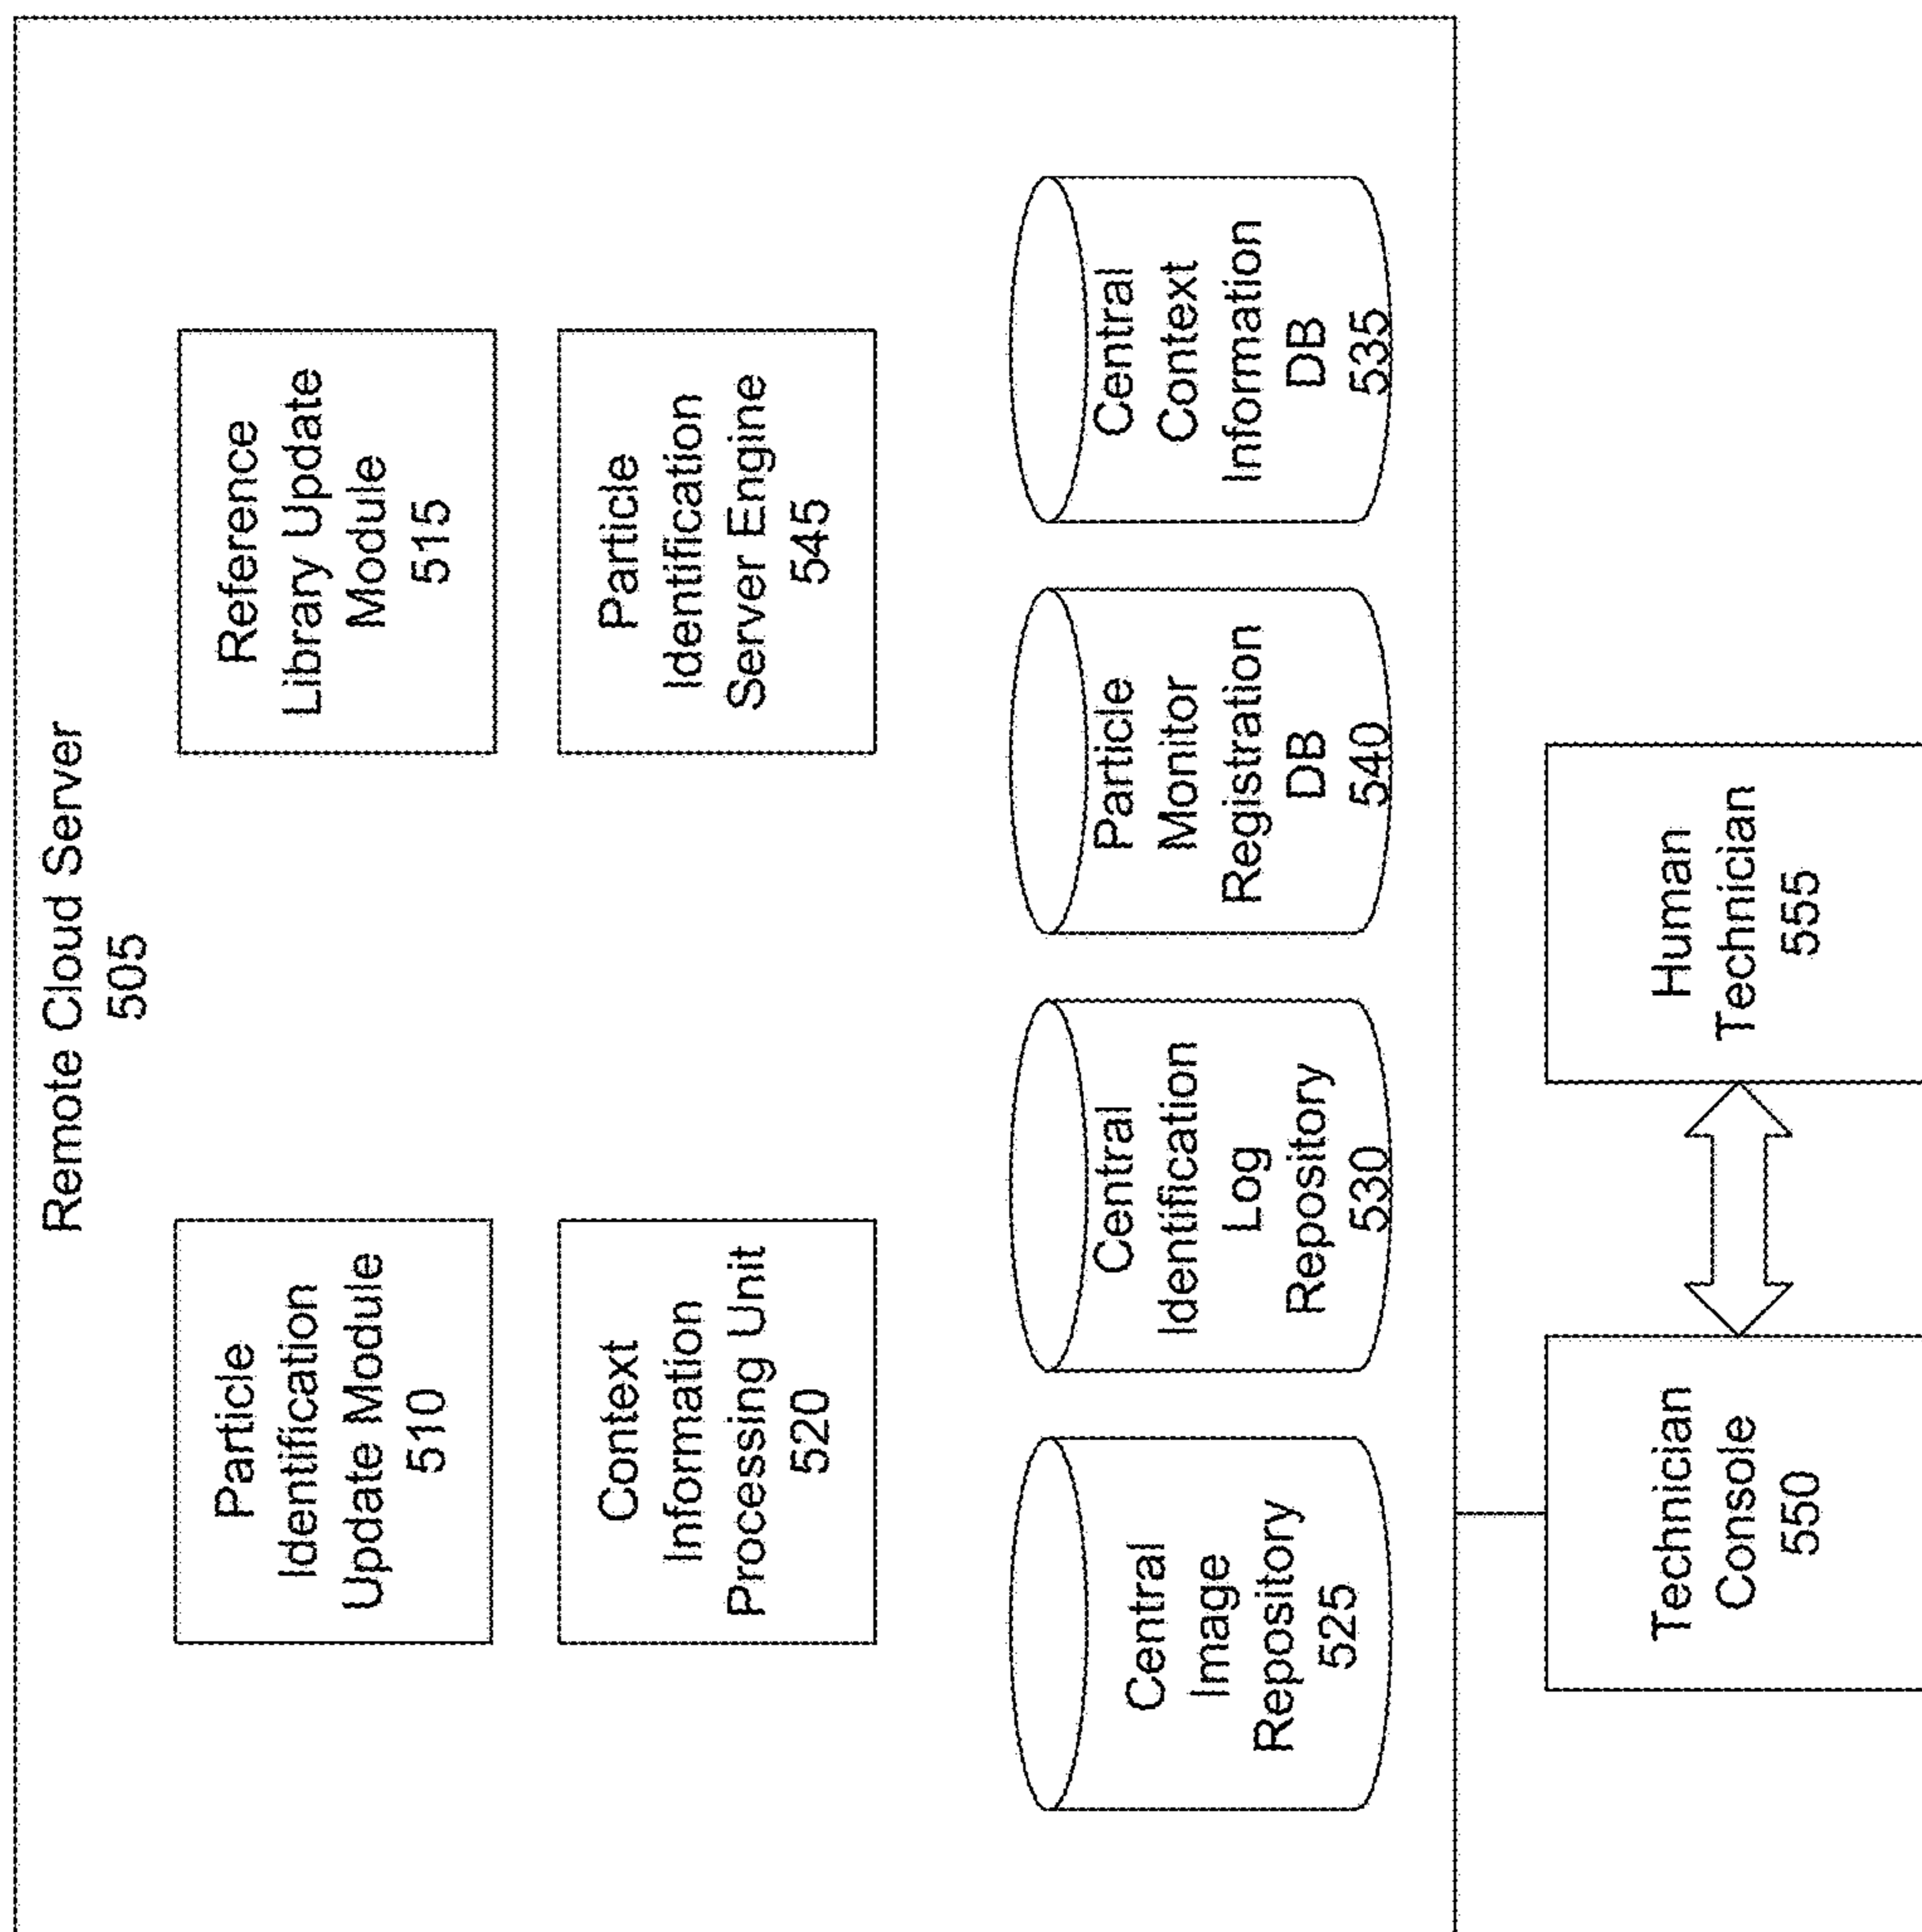 Remote Cloud Server
505
Particle
Identification
Update Module
510
Reference
Library Update
Module
515
Context
Information
Processing Unit
520
Particle
Identification
Server Engine
545
Central
Image
Repository
525
Central
Identification
Log
Repository
530
Particle
Monitor
Registration
DB
540
Central
Context
Information
DB
535
Technician
Console
550
Human
Technician
555